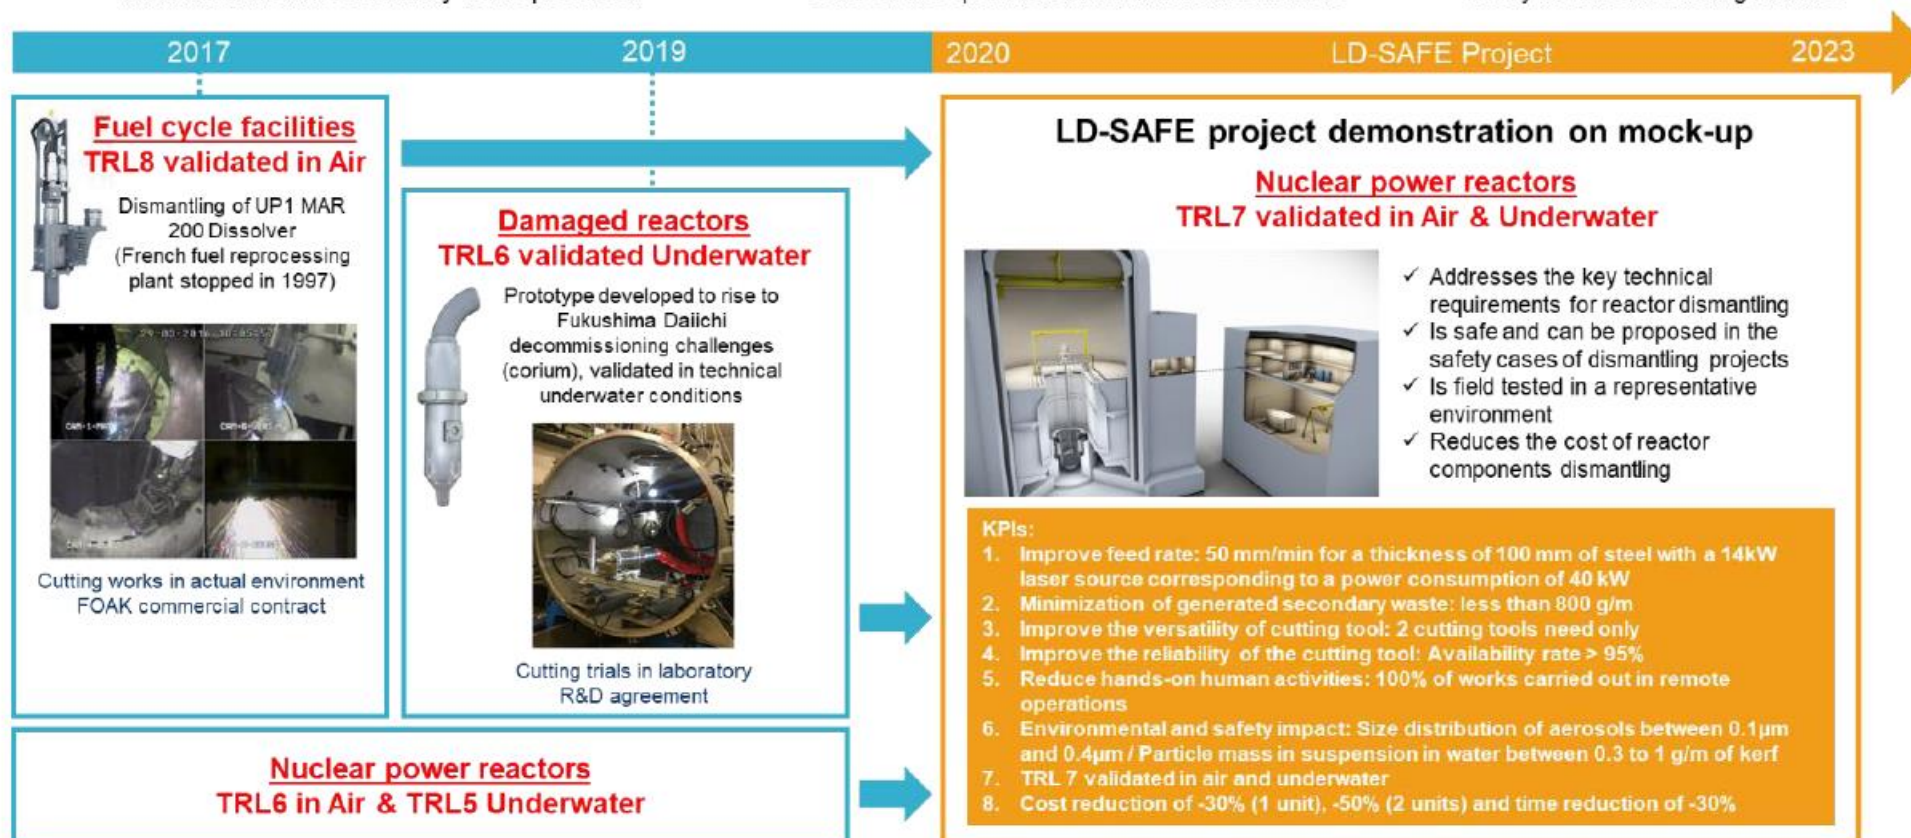 2017
2019
2020
LD-SAFE Project
2023
Fuel cycle facilities
TRL8 validated in Air
Dismantling of UP1 MAR
200 Dissolver
(French fuel reprocessing
plant stopped in 1997)
CAM-1-MA
Cutting works in actual environment
FOAK commercial contract
Damaged reactors
TRL6 validated Underwater
Prototype developed to rise to
Fukushima Daiichi
decommissioning challenges
(corium), validated in technical
underwater conditions
Cutting trials in laboratory
R&D agreement
Nuclear power reactors
TRL6 in Air & TRL5 Underwater
LD-SAFE project demonstration on mock-up
Nuclear power reactors
TRL7 validated in Air & Underwater
✓ Addresses the key technical
requirements for reactor dismantling
✓ Is safe and can be proposed in the
safety cases of dismantling projects
✓ Is field tested in a representative
environment
✓ Reduces the cost of reactor
components dismantling
KPIs:
1. Improve feed rate: 50 mm/min for a thickness of 100 mm of steel with a 14kW
laser source corresponding to a power consumption of 40 kW
2. Minimization of generated secondary waste: less than 800 g/m
3. Improve the versatility of cutting tool: 2 cutting tools need only
4. Improve the reliability of the cutting tool: Availability rate > 95%
5. Reduce hands-on human activities: 100% of works carried out in remote
operations
6. Environmental and safety impact: Size distribution of aerosols between 0.1µm
and 0.4µm / Particle mass in suspension in water between 0.3 to 1 g/m of kerf
7. TRL 7 validated in air and underwater
8. Cost reduction of -30% (1 unit), -50% (2 units) and time reduction of -30%